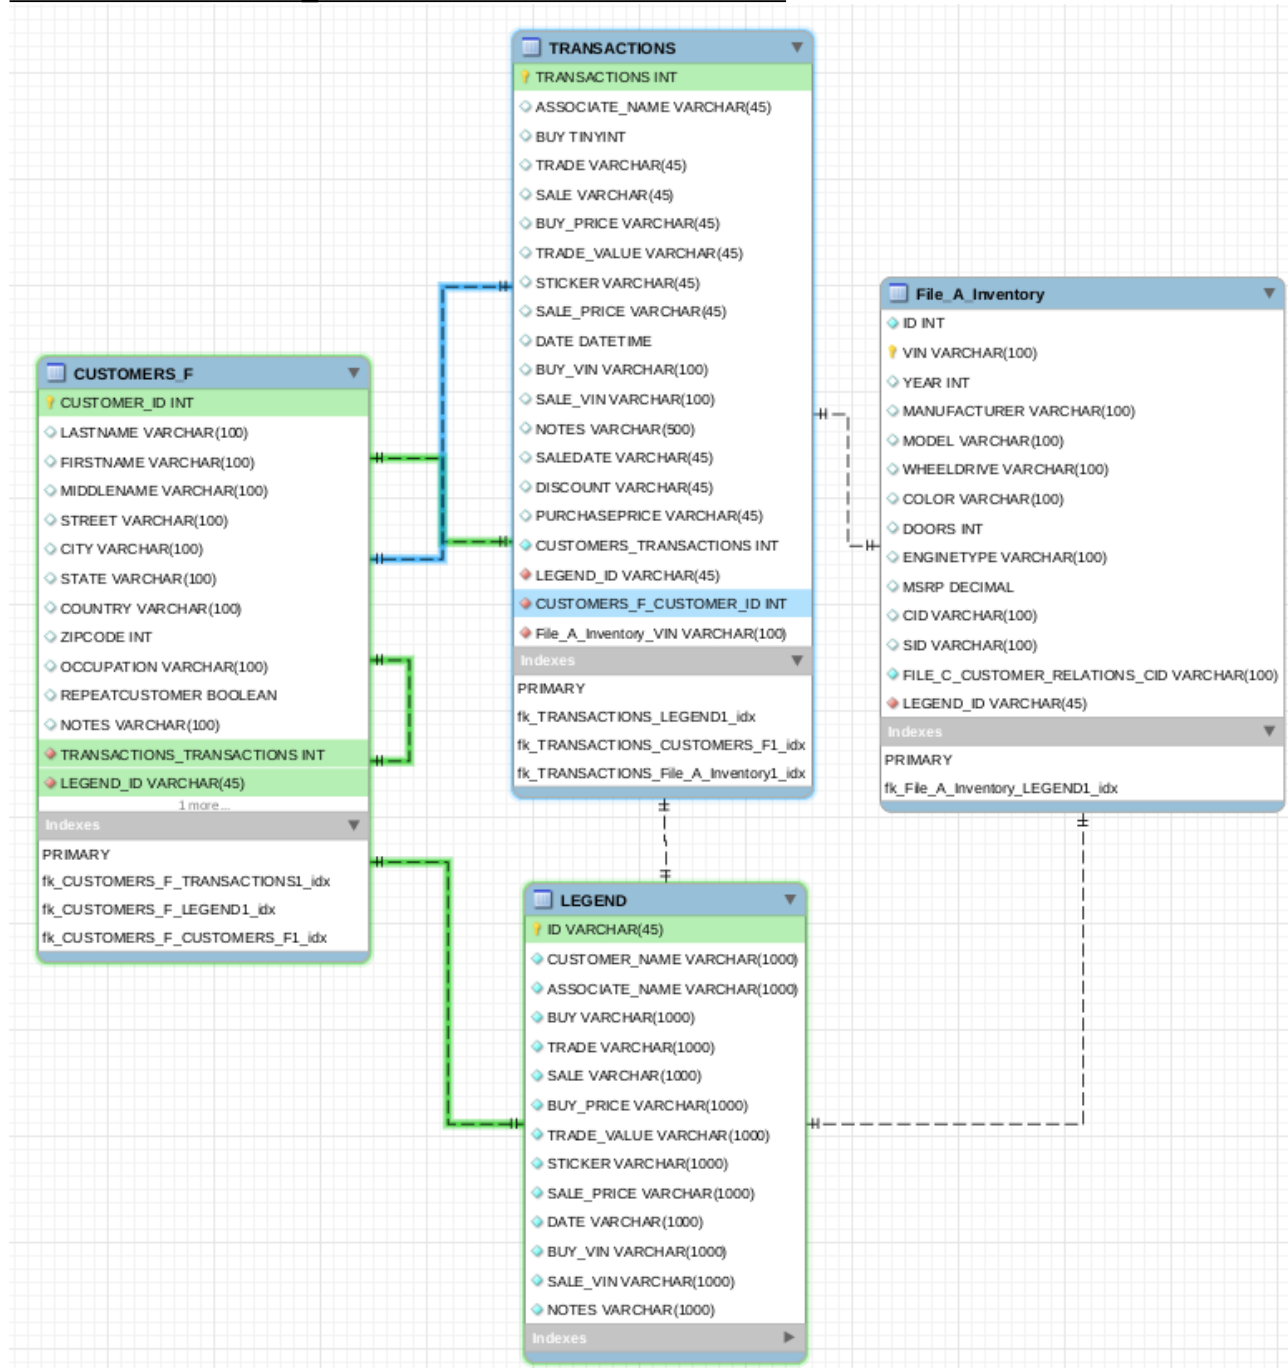 TRANSACTIONS
TRANSACTIONS INT
ASSOCIATE_NAME VARCHAR(45)
BUY TINYINT
TRADE VARCHAR(45)
SALE VARCHAR(45)
BUY_PRICE VARCHAR(45)
TRADE_VALUE VARCHAR(45)
STICKER VARCHAR(45)
SALE_PRICE VARCHAR(45)
DATE DATETIME
BUY_VIN VARCHAR(100)
SALE_VIN VARCHAR(100)
NOTES VARCHAR(500)
SALEDATE VARCHAR(45)
DISCOUNT VARCHAR(45)
PURCHASEPRICE VARCHAR(45)
CUSTOMERS_TRANSACTIONS INT
LEGEND_ID VARCHAR(45)
CUSTOMERS_F_CUSTOMER_ID INT
File_A_Inventory_VIN VARCHAR(100)
Indexes
PRIMARY
fk_TRANSACTIONS_LEGEND1_idx
fk_TRANSACTIONS_CUSTOMERS_F1_idx
fk_TRANSACTIONS_File_A_Inventory1_idx
File_A_Inventory
ID INT
VIN VARCHAR(100)
YEAR INT
MANUFACTURER VARCHAR(100)
MODEL VARCHAR(100)
WHEELDRIVE VARCHAR(100)
COLOR VARCHAR(100)
DOORS INT
ENGINETYPE VARCHAR(100)
MSRP DECIMAL
CID VARCHAR(100)
SID VARCHAR(100)
FILE_C_CUSTOMER_RELATIONS_CID VARCHAR(100)
LEGEND_ID VARCHAR(45)
Indexes
PRIMARY
fk_File_A_Inventory_LEGEND1_idx
CUSTOMERS_F
CUSTOMER_ID INT
LASTNAME VARCHAR(100)
FIRSTNAME VARCHAR(100)
MIDDLENAME VARCHAR(100)
STREET VARCHAR(100)
CITY VARCHAR(100)
STATE VARCHAR(100)
COUNTRY VARCHAR(100)
ZIPCODE INT
OCCUPATION VARCHAR(100)
REPEATCUSTOMER BOOLEAN
NOTES VARCHAR(100)
TRANSACTIONS_TRANSACTIONS INT
LEGEND_ID VARCHAR(45)
1 more...
Indexes
PRIMARY
fk_CUSTOMERS_F_TRANSACTIONS1_idx
fk_CUSTOMERS_F_LEGEND1_idx
fk_CUSTOMERS_F_CUSTOMERS_F1_idx
LEGEND
ID VARCHAR(45)
CUSTOMER_NAME VARCHAR(1000)
ASSOCIATE_NAME VARCHAR(1000)
BUY VARCHAR(1000)
TRADE VARCHAR(1000)
SALE VARCHAR(1000)
BUY_PRICE VARCHAR(1000)
TRADE_VALUE VARCHAR(1000)
STICKER VARCHAR(1000)
SALE_PRICE VARCHAR(1000)
DATE VARCHAR(1000)
BUY_VIN VARCHAR(1000)
SALE_VIN VARCHAR(1000)
NOTES VARCHAR(1000)
Indexes